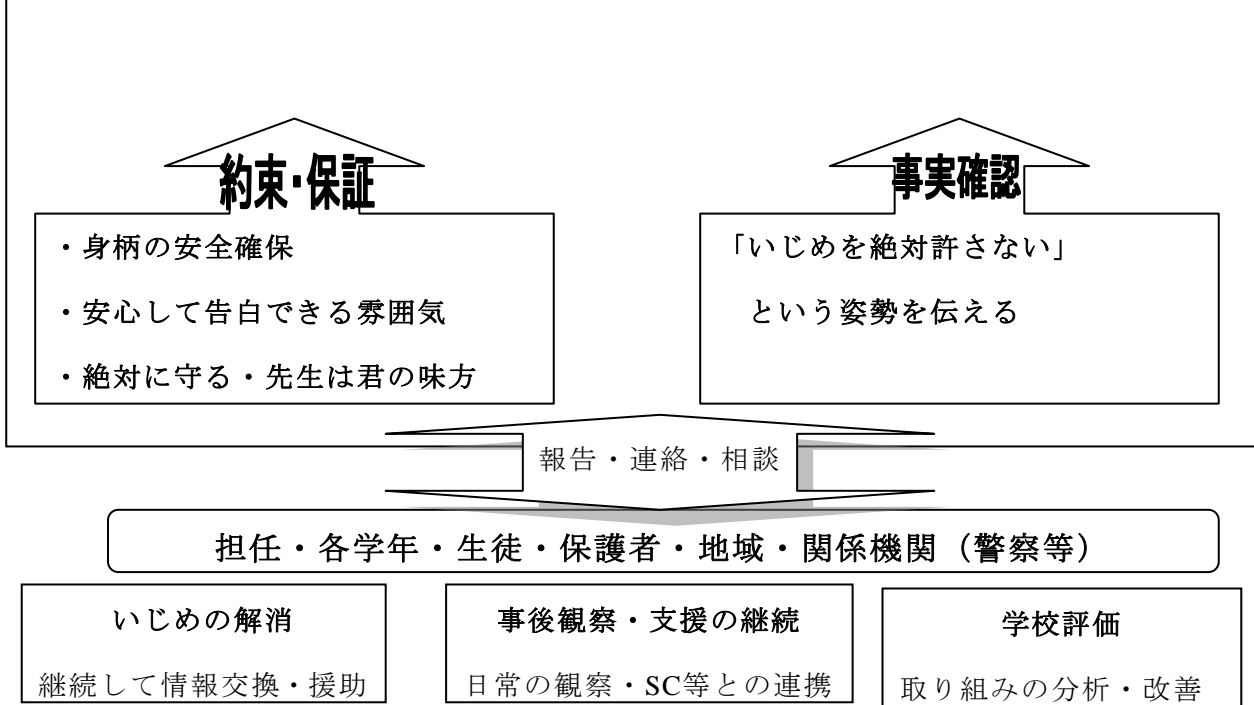 約束・保証
・身柄の安全確保
・安心して告白できる雰囲気
・絶対に守る・先生は君の味方
事実確認
「いじめを絶対許さない」
という姿勢を伝える
報告・連絡・相談
担任・各学年・生徒・保護者・地域・関係機関（警察等）
いじめの解消
継続して情報交換・援助
事後観察・支援の継続
日常の観察・SC等との連携
学校評価
取り組みの分析・改善